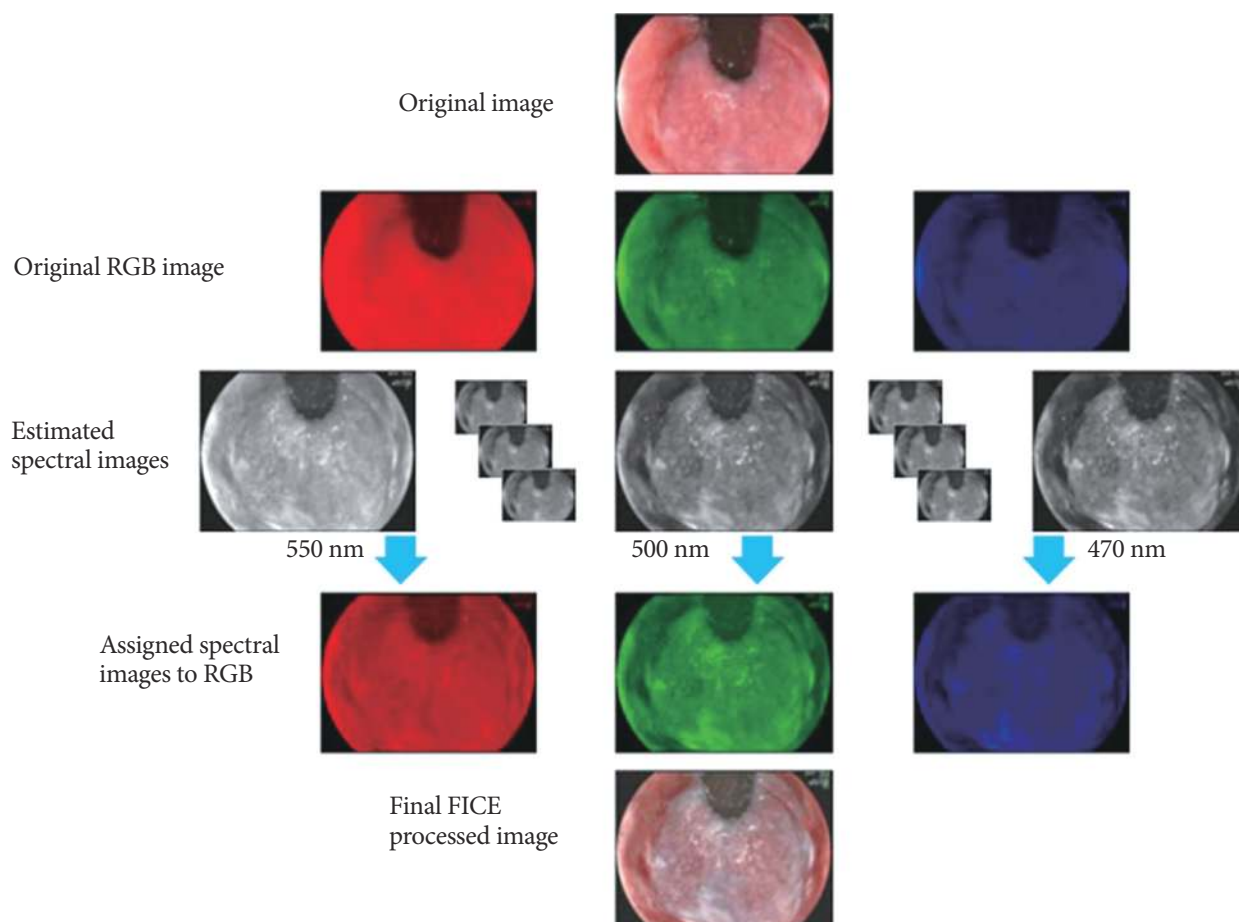 Original image
Original RGB image
Estimated
spectral images
550 nm
500 nm
470 nm
Assigned spectral
images to RGB
Final FICE
processed image